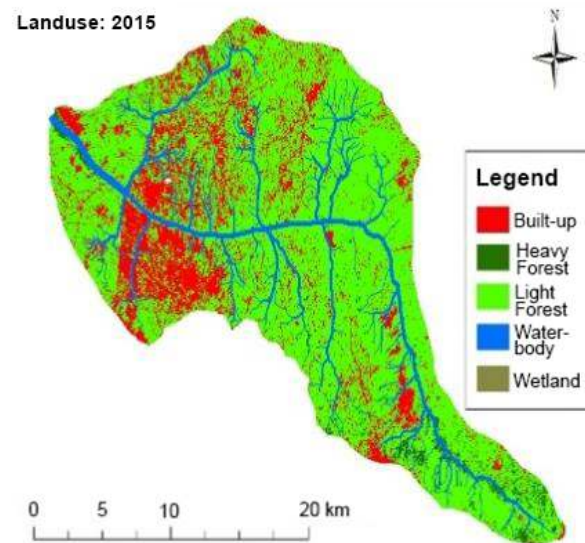 Landuse: 2015
N
Legend
Built-up
Heavy
Forest
Light
Forest
Water-
body
Wetland
0 5 10 20 km